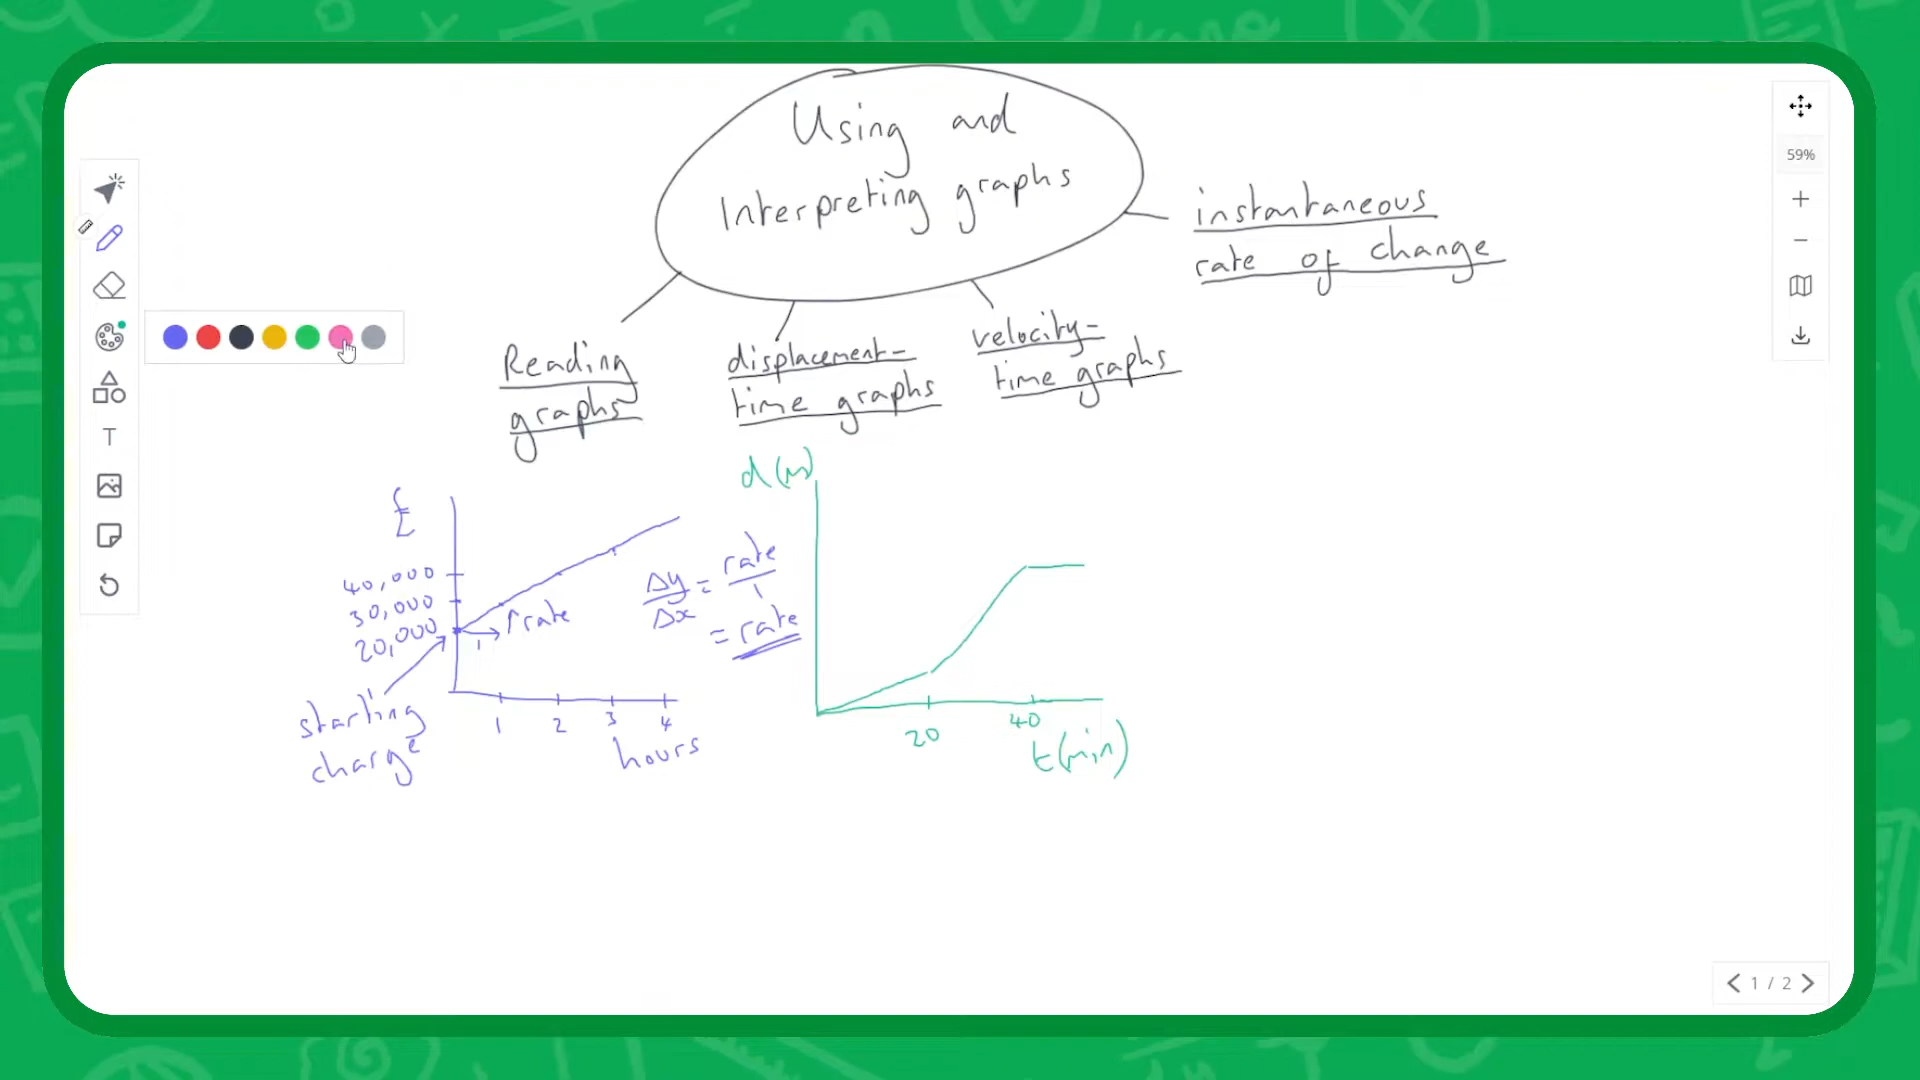 Using and
Interpreting graphs
instantaneous
rate of change
velocity-
time graphs
displacement-
time graphs
Reading
graphs
59%
T
£
40,000
30,000
20,000
1
rate
starting
charge
1
2
3
4
hours
Δy/Δx = rate/1
= rate
d(m)
20
40
t(min)
1 / 2